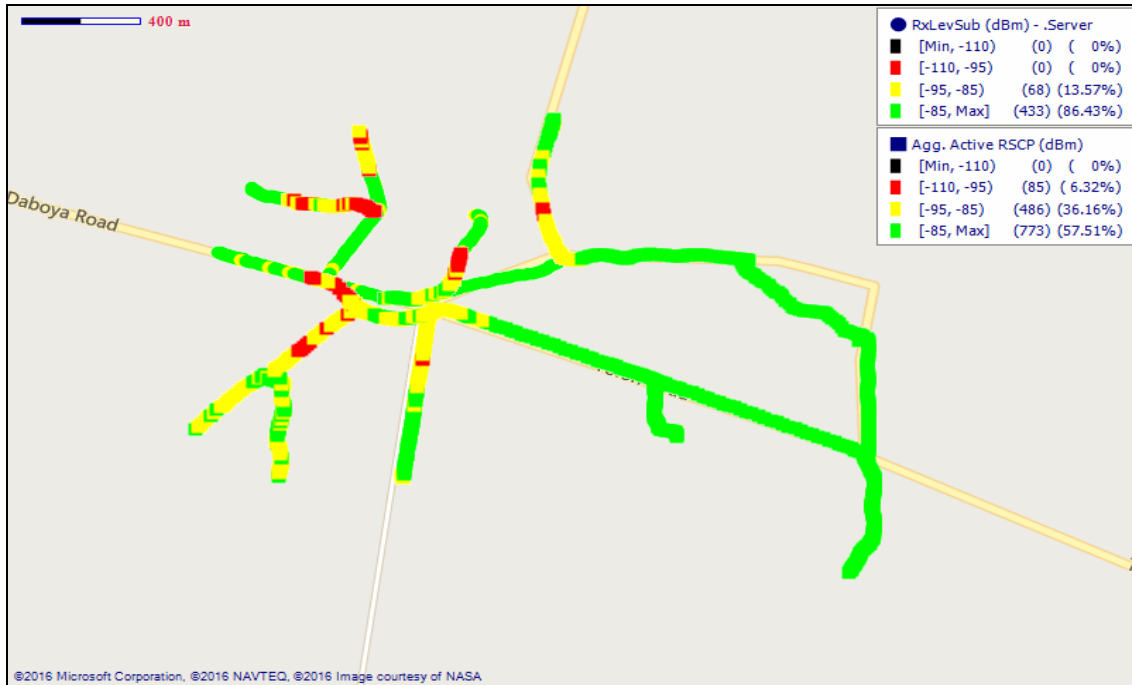 400 m
RxLevSub (dBm) - .Server
[Min, -110) (0) ( 0%)
[-110, -95) (0) ( 0%)
[-95, -85) (68) (13.57%)
[-85, Max] (433) (86.43%)
Agg. Active RSCP (dBm)
[Min, -110) (0) ( 0%)
[-110, -95) (85) ( 6.32%)
[-95, -85) (486) (36.16%)
[-85, Max] (773) (57.51%)
Daboya Road
©2016 Microsoft Corporation, ©2016 NAVTEQ, ©2016 Image courtesy of NASA